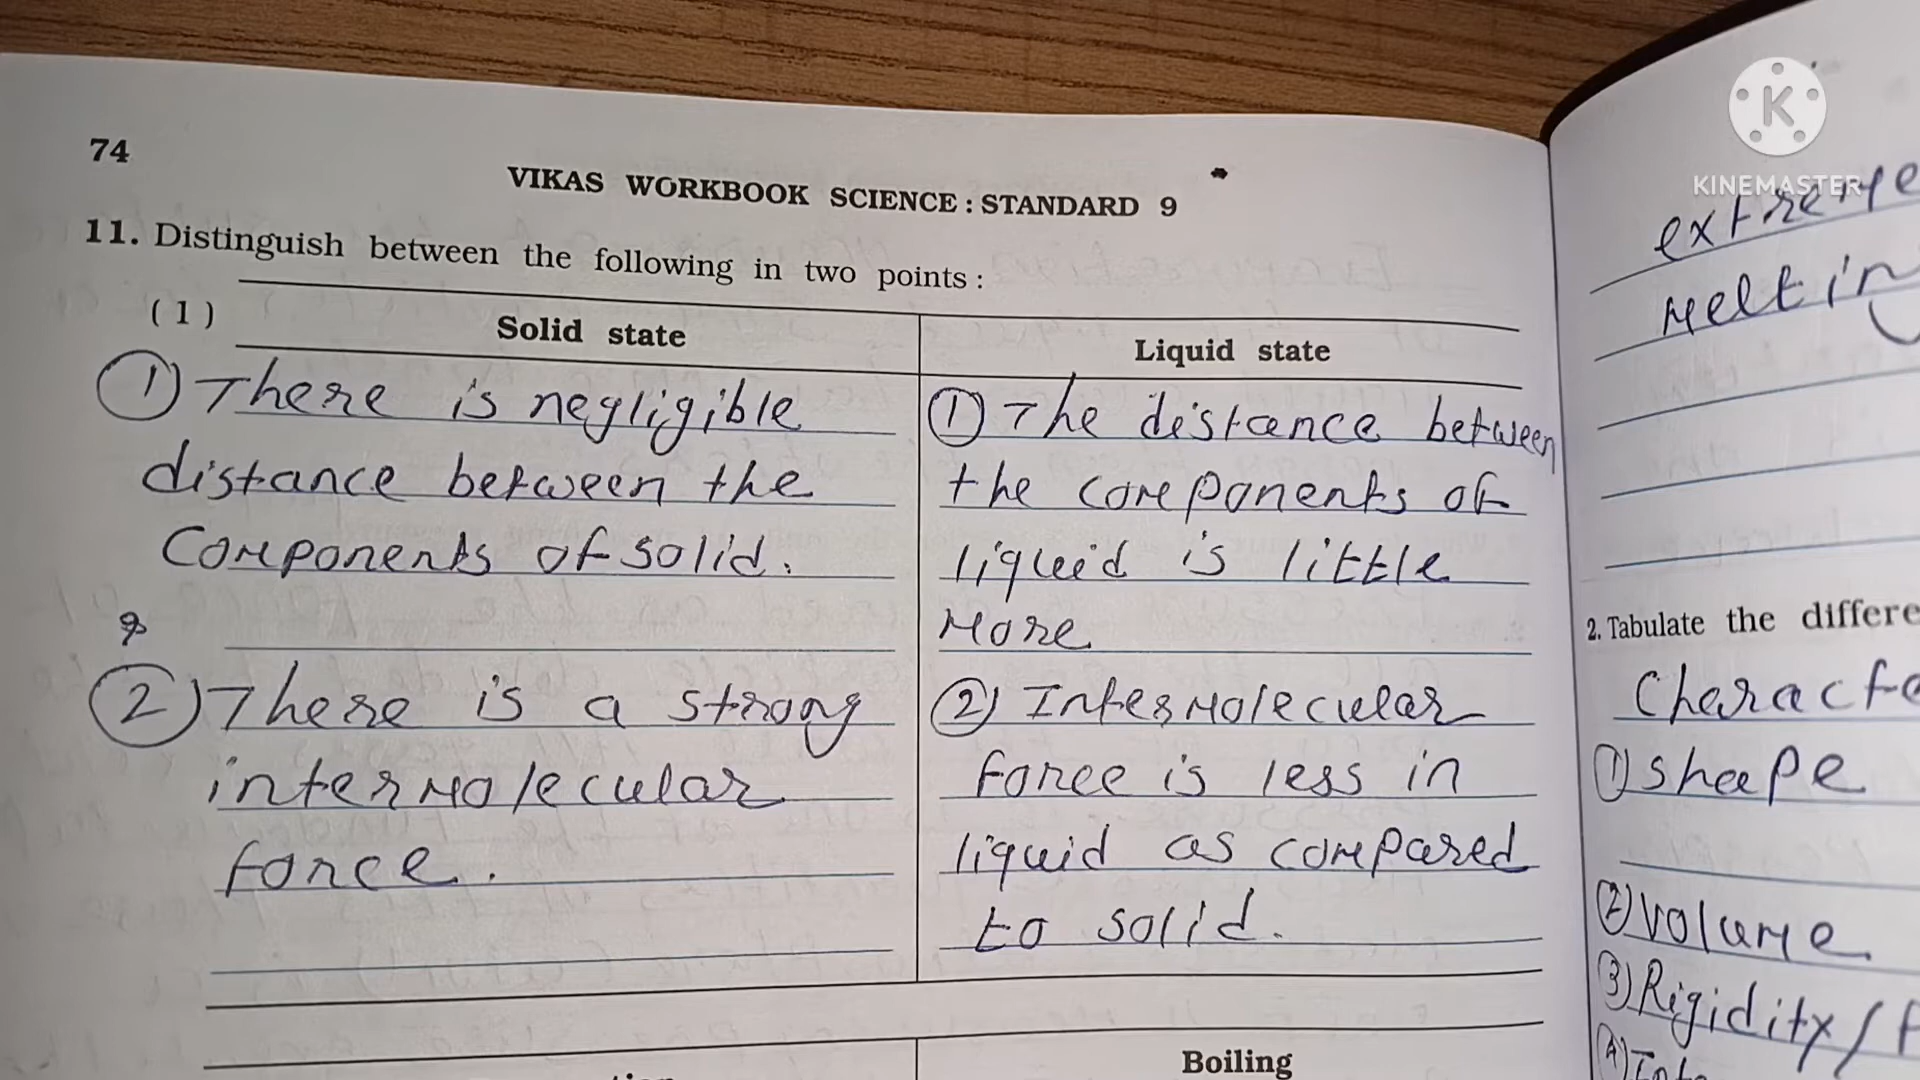 74
VIKAS WORKBOOK SCIENCE : STANDARD 9
11. Distinguish between the following in two points :
(1)
Solid state
① There is negligible
distance between the
Components of solid.
② There is a strong
intermolecular
force.
Liquid state
① The distance between
the components of
liquid is little
More
② Intermolecular
force is less in
liquid as compared
to solid.
Boiling
KINEMASTER
extreme
2. Tabulate the
① shape
② volume
③ Rigidity /